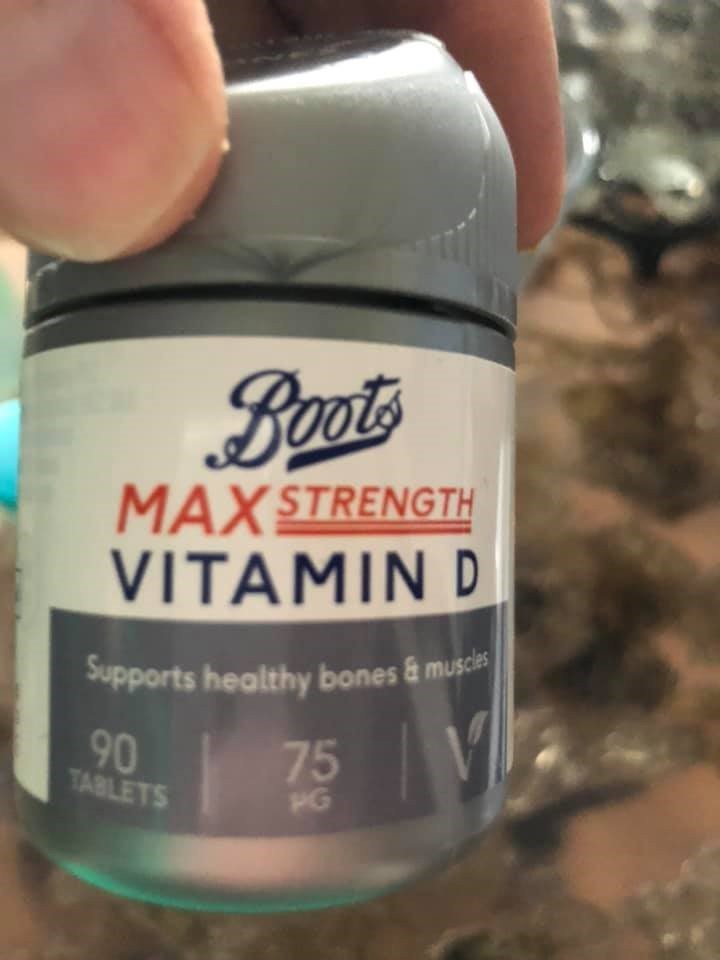 Boots
MAX STRENGTH
VITAMIN D
Supports healthy bones & muscles
90 TABLETS
75 µG
V